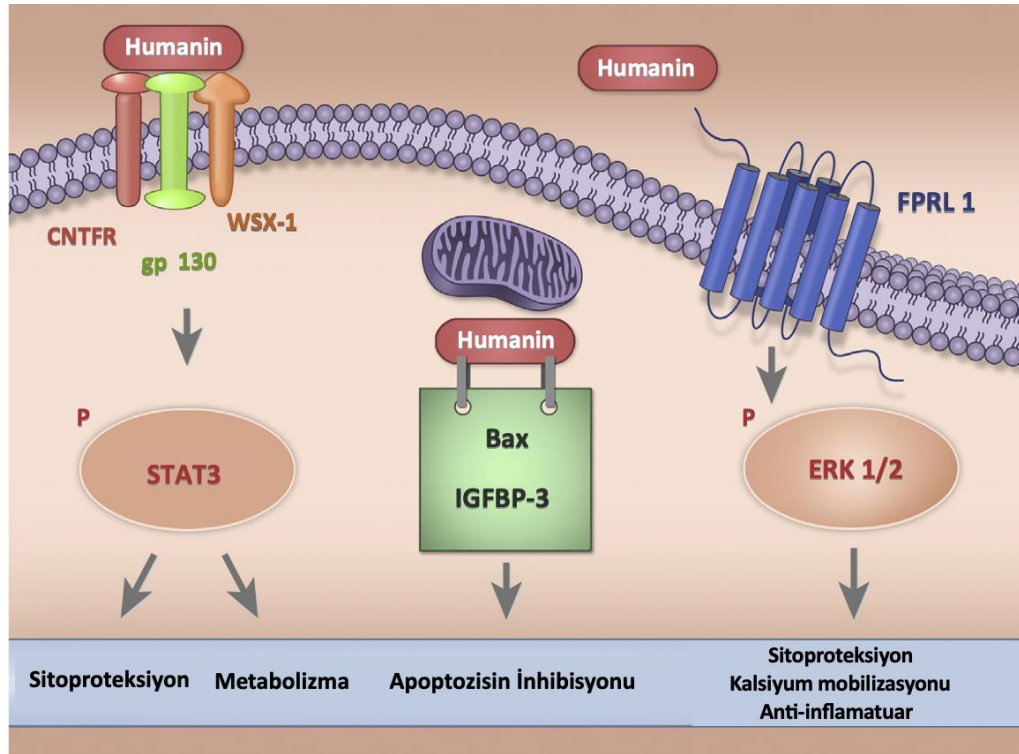 Humanin
Humanin
CNTFR
WSX-1
gp 130
FPRL 1
Humanin
P
STAT3
Bax
IGFBP-3
P
ERK 1/2
Sitoproteksiyon
Metabolizma
Apoptozisin İnhibisyonu
Sitoproteksiyon
Kalsiyum mobilizasyonu
Anti-inflamatuar